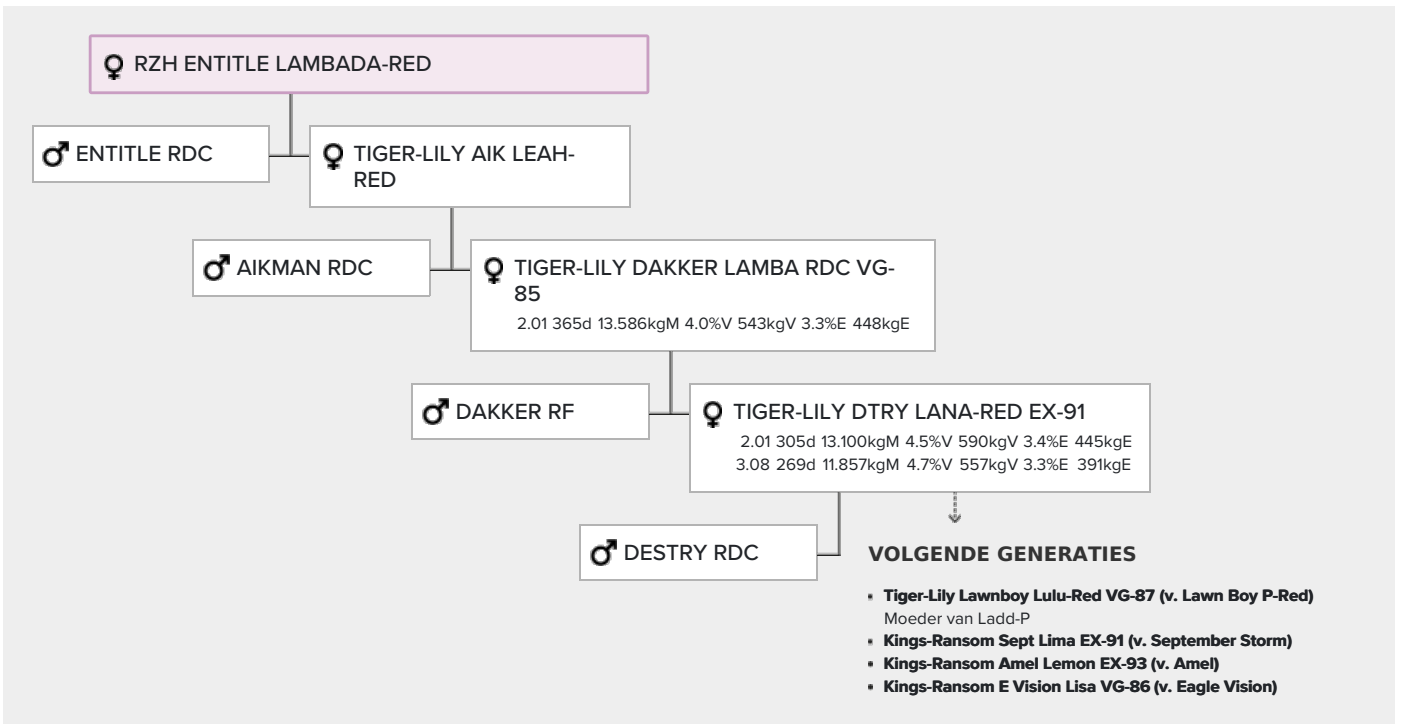 RZH ENTITLE LAMBADA-RED
ENTITLE RDC
TIGER-LILY AIK LEAH-
RED
AIKMAN RDC
TIGER-LILY DAKKER LAMBA RDC VG-
85
2.01 365d 13.586kgM 4.0%V 543kgV 3.3%E 448kgE
DAKKER RF
TIGER-LILY DTRY LANA-RED EX-91
2.01 305d 13.100kgM 4.5%V 590kgV 3.4%E 445kgE
3.08 269d 11.857kgM 4.7%V 557kgV 3.3%E 391kgE
DESTRY RDC
VOLGENDE GENERATIES
Tiger-Lily Lawnboy Lulu-Red VG-87 (v. Lawn Boy P-Red)
Moeder van Ladd-P
Kings-Ransom Sept Lima EX-91 (v. September Storm)
Kings-Ransom Amel Lemon EX-93 (v. Amel)
Kings-Ransom E Vision Lisa VG-86 (v. Eagle Vision)